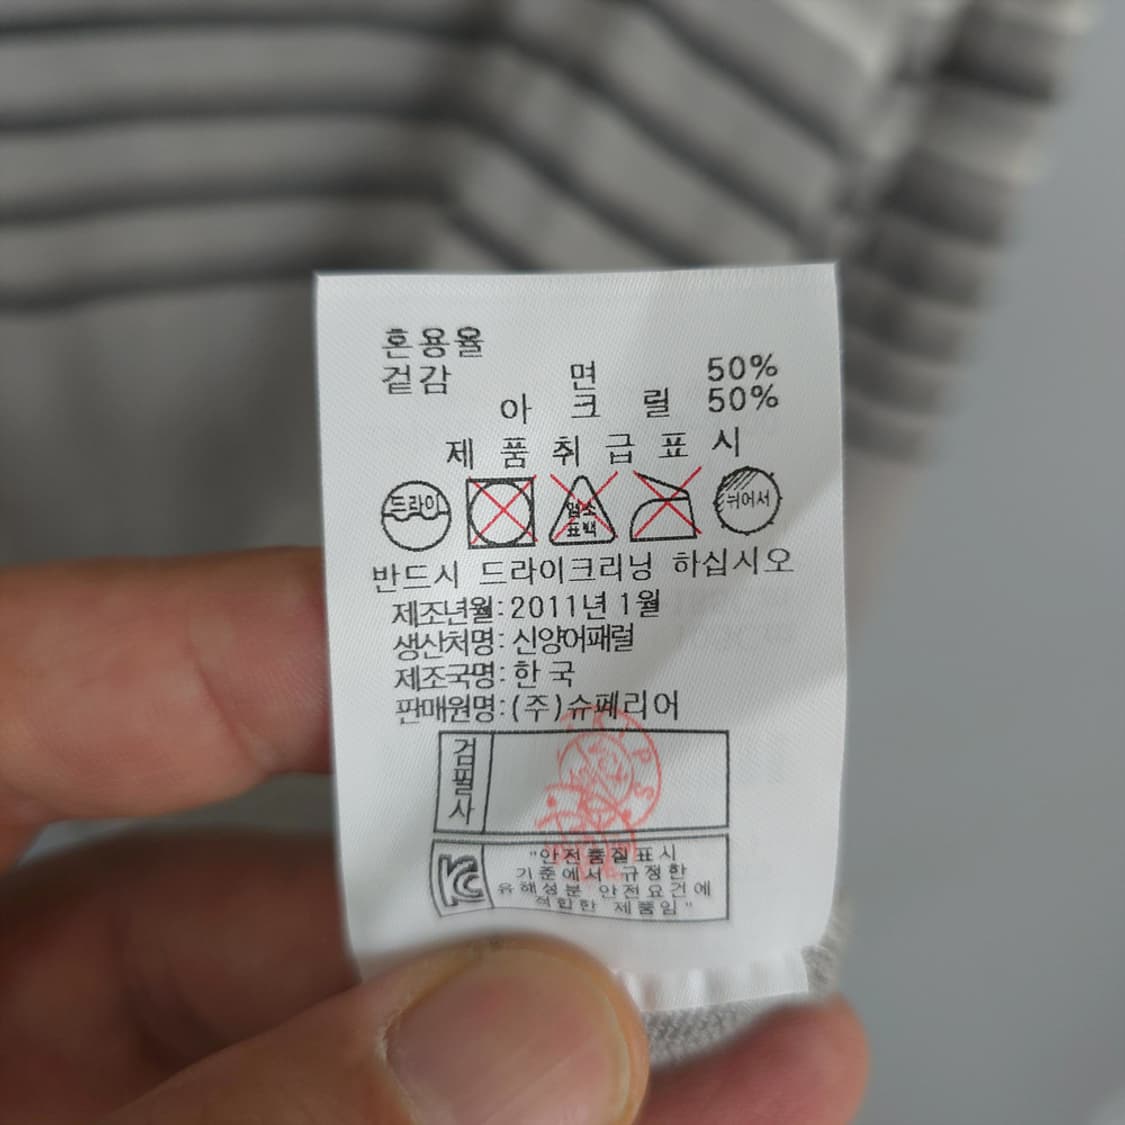 혼용율
겉감 면 50%
아크릴 50%
제품취급표시
드라이 염소 표백 뉘어서
반드시 드라이크리닝 하십시오
제조년월: 2011년 1월
생산처명: 신양어패럴
제조국명: 한국
판매원명: (주)슈페리어
검
필
사
"안전품질표시
기준에서 규정한
유해성분 안전요건에
적합한 제품임"